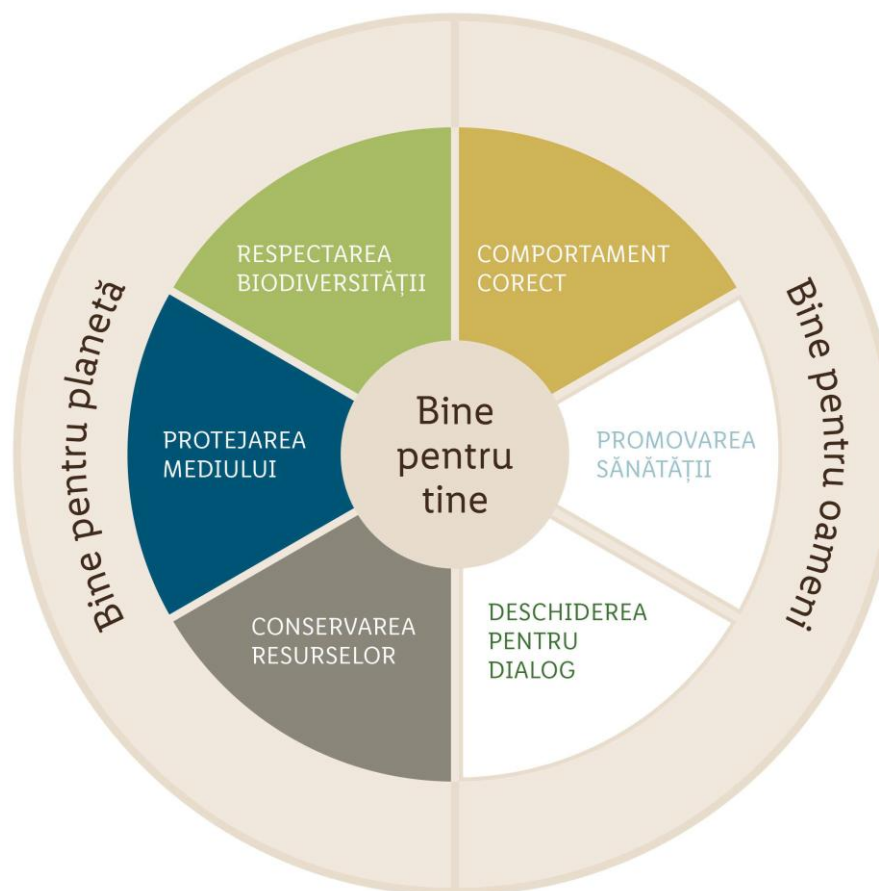 Bine pentru planetă
RESPECTAREA
BIODIVERSITĂȚII
COMPORTAMENT
CORECT
PROTEJAREA
MEDIULUI
Bine
pentru
tine
PROMOVAREA
SĂNĂTĂȚII
CONSERVAREA
RESURSELOR
DESCHIDEREA
PENTRU
DIALOG
Bine pentru oameni